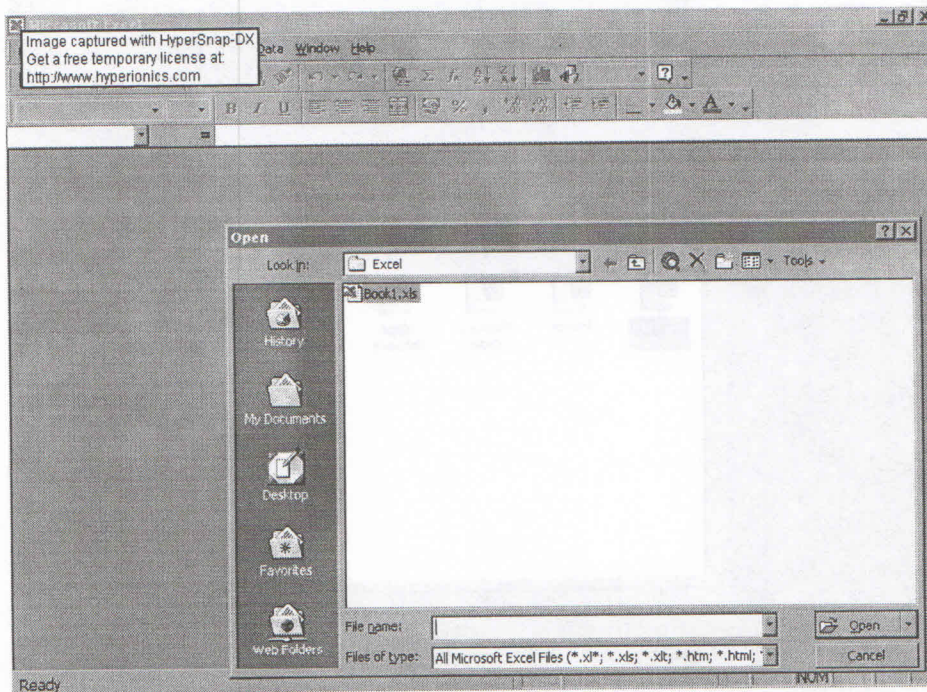 Microsoft Excel
Image captured with HyperSnap-DX
Get a free temporary license at:
http://www.hyperionics.com
Data Window Help
B I U
=
Open
Look in:
Excel
Tools
Book1.xls
History
My Documents
Desktop
Favorites
Web Folders
File name:
Open
Files of type:
All Microsoft Excel Files (*.xl*; *.xls; *.xlt; *.htm; *.html;
Cancel
Ready
NUM